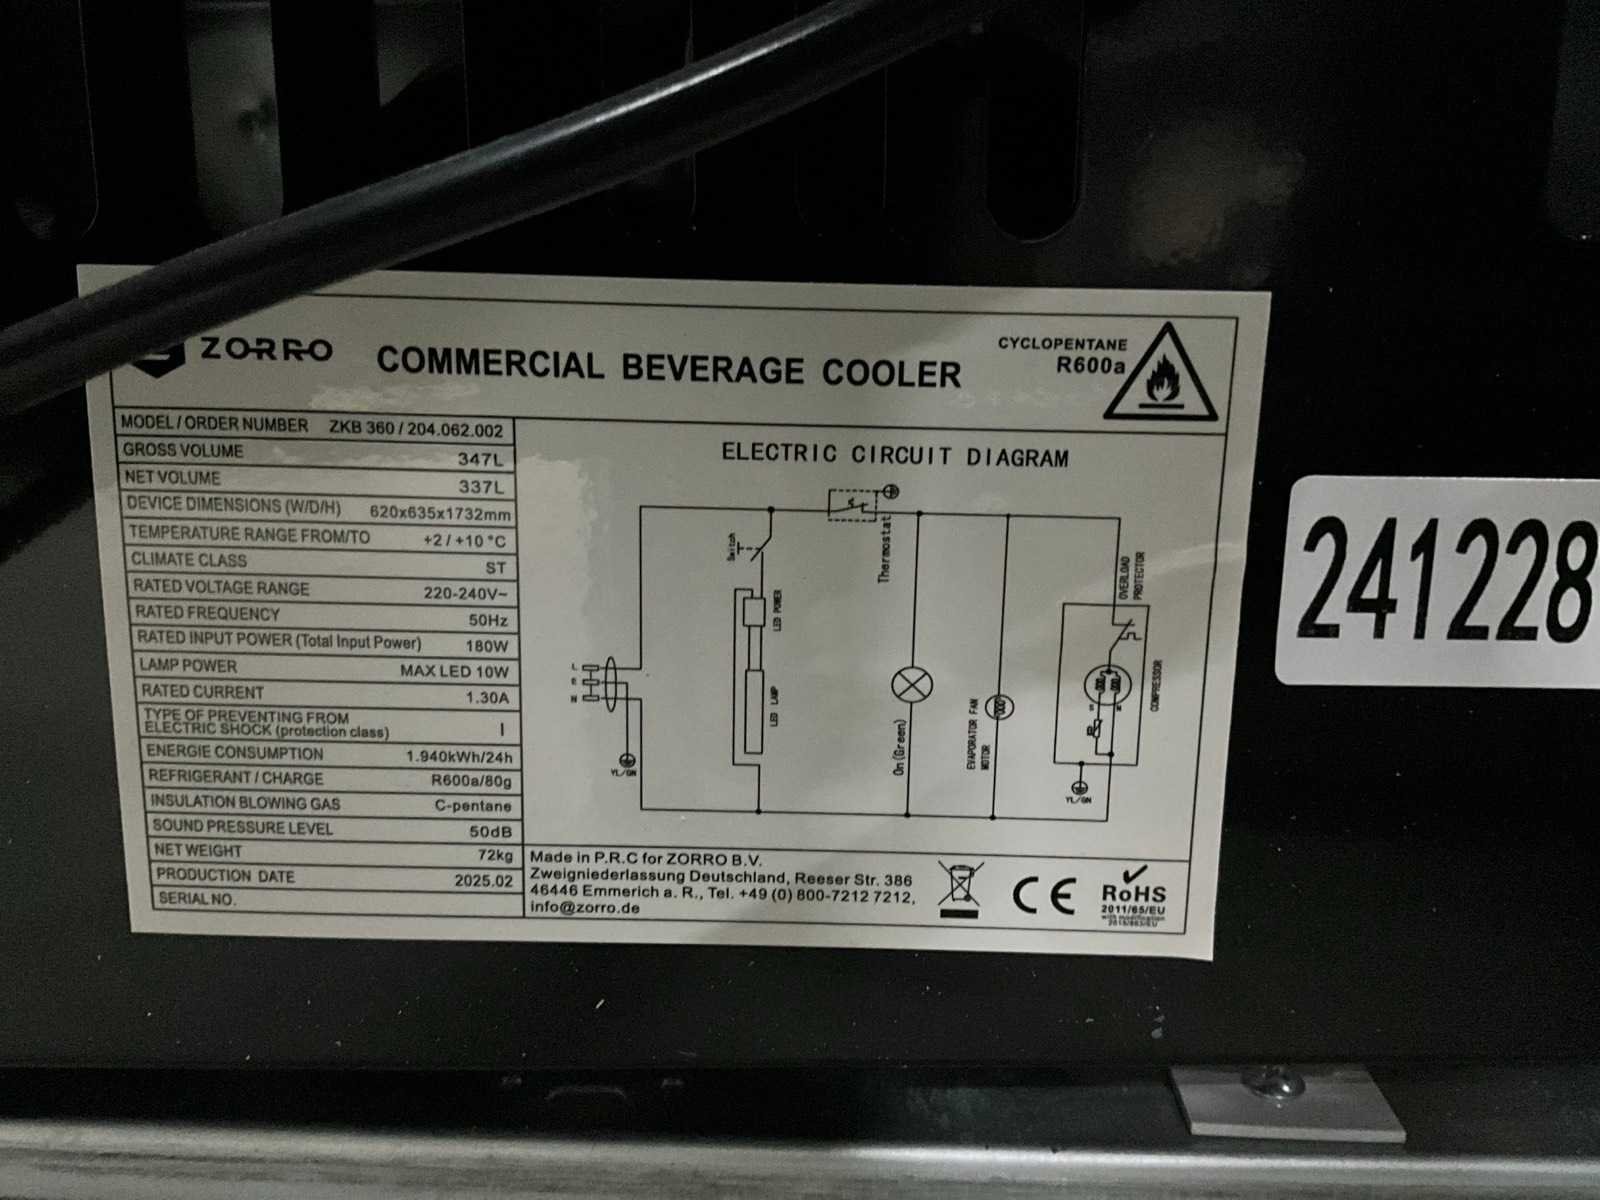 ZORRO
COMMERCIAL BEVERAGE COOLER
CYCLOPENTANE
R600a
MODEL / ORDER NUMBER ZKB 360 / 204.062.002
GROSS VOLUME 347L
NET VOLUME 337L
DEVICE DIMENSIONS (W/D/H) 620x635x1732mm
TEMPERATURE RANGE FROM/TO +2 / +10 °C
CLIMATE CLASS ST
RATED VOLTAGE RANGE 220-240V~
RATED FREQUENCY 50Hz
RATED INPUT POWER (Total Input Power) 180W
LAMP POWER MAX LED 10W
RATED CURRENT 1.30A
TYPE OF PREVENTING FROM
ELECTRIC SHOCK (protection class) I
ENERGIE CONSUMPTION 1.940kWh/24h
REFRIGERANT / CHARGE R600a/80g
INSULATION BLOWING GAS C-pentane
SOUND PRESSURE LEVEL 50dB
NET WEIGHT 72kg
PRODUCTION DATE 2025.02
SERIAL NO.
ELECTRIC CIRCUIT DIAGRAM
Switch
Thermostat
OVERLOAD
PROTECTOR
LED POWER
LED LAMP
L
E
N
YL/GN
On(Green)
EVAPORATOR FAN
MOTOR
COMPRESSOR
YL/GN
Made in P.R.C for ZORRO B.V.
Zweigniederlassung Deutschland, Reeser Str. 386
46446 Emmerich a. R., Tel. +49 (0) 800-7212 7212,
info@zorro.de
CE
RoHS
2011/65/EU
with modification
241228